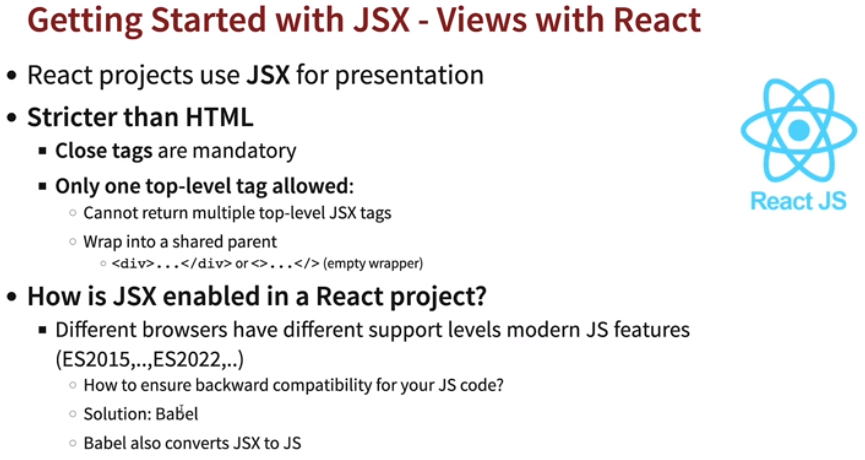 Getting Started with JSX - Views with React
• React projects use JSX for presentation
• Stricter than HTML
▪ Close tags are mandatory
▪ Only one top-level tag allowed:
○ Cannot return multiple top-level JSX tags
○ Wrap into a shared parent
○ <div>...</div> or <>...</> (empty wrapper)
• How is JSX enabled in a React project?
▪ Different browsers have different support levels modern JS features
(ES2015,..,ES2022,..)
○ How to ensure backward compatibility for your JS code?
○ Solution: Babel
○ Babel also converts JSX to JS
React JS